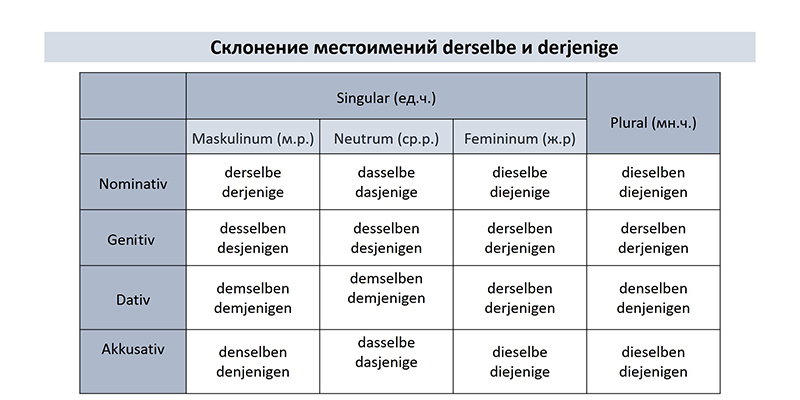 Склонение местоимений derselbe и derjenige
Singular (ед.ч.)
Plural (мн.ч.)
Maskulinum (м.р.) Neutrum (ср.р.) Femininum (ж.р)
Nominativ
derselbe dasselbe dieselbe dieselben
derjenige dasjenige diejenige diejenigen
Genitiv
desselben desselben derselben derselben
desjenigen desjenigen derjenigen derjenigen
Dativ
demselben demselben derselben denselben
demjenigen demjenigen derjenigen denjenigen
Akkusativ
denselben dasselbe dieselbe dieselben
denjenigen dasjenige diejenige diejenigen